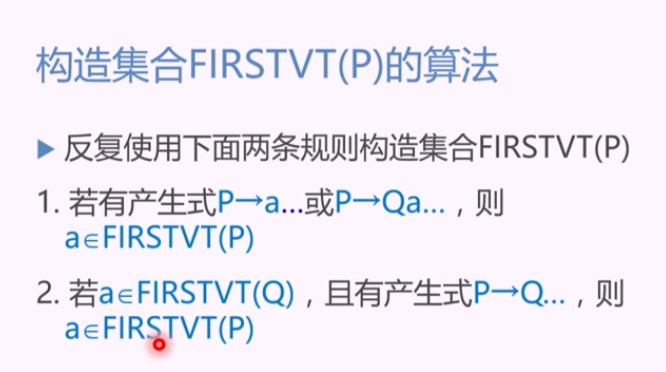 构造集合FIRSTVT(P)的算法
▶ 反复使用下面两条规则构造集合FIRSTVT(P)
1. 若有产生式P→a…或P→Qa…，则
a∈FIRSTVT(P)
2. 若a∈FIRSTVT(Q)，且有产生式P→Q…，则
a∈FIRSTVT(P)